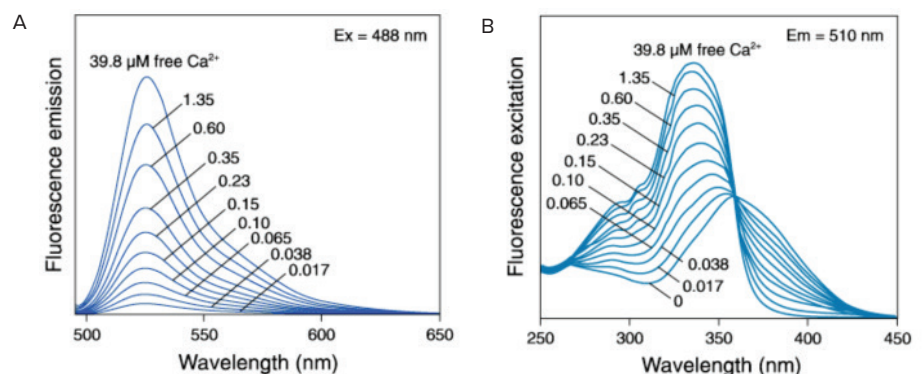 A
Ex = 488 nm
39.8 µM free Ca²⁺
1.35
0.60
0.35
0.23
0.15
0.10
0.065
0.038
0.017
Fluorescence emission
500
550
600
650
Wavelength (nm)
B
Em = 510 nm
39.8 µM free Ca²⁺
1.35
0.60
0.35
0.23
0.15
0.10
0.065
0.038
0.017
0
Fluorescence excitation
250
300
350
400
450
Wavelength (nm)